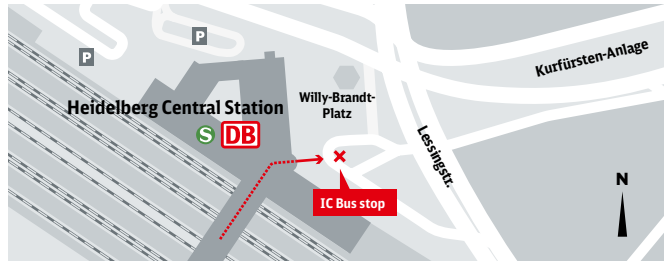 P
P
Kurfürsten-Anlage
Heidelberg Central Station
S DB
Willy-Brandt-
Platz
Lessingstr.
IC Bus stop
N